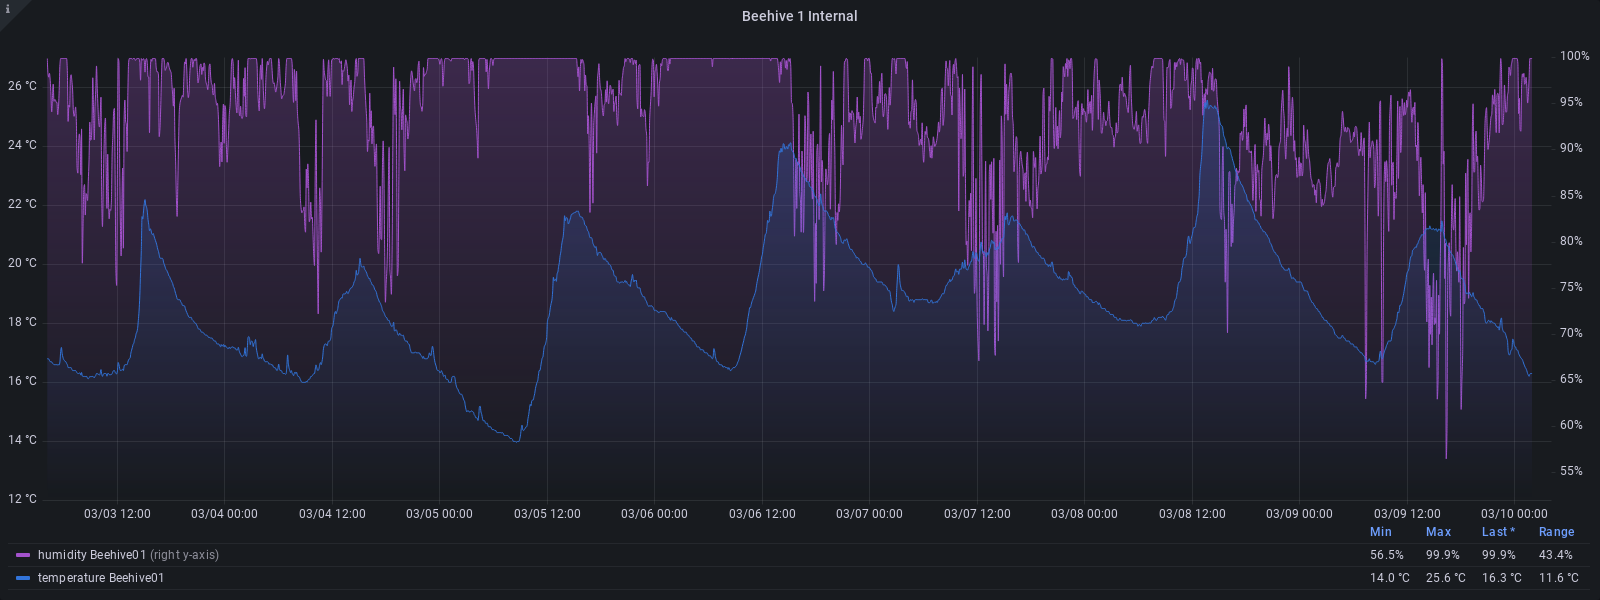 i
Beehive 1 Internal
26 °C
24 °C
22 °C
20 °C
18 °C
16 °C
14 °C
12 °C
100%
95%
90%
85%
80%
75%
70%
65%
60%
55%
03/03 12:00 03/04 00:00 03/04 12:00 03/05 00:00 03/05 12:00 03/06 00:00 03/06 12:00 03/07 00:00 03/07 12:00 03/08 00:00 03/08 12:00 03/09 00:00 03/09 12:00 03/10 00:00
Min Max Last * Range
humidity Beehive01 (right y-axis) 56.5% 99.9% 99.9% 43.4%
temperature Beehive01 14.0 °C 25.6 °C 16.3 °C 11.6 °C